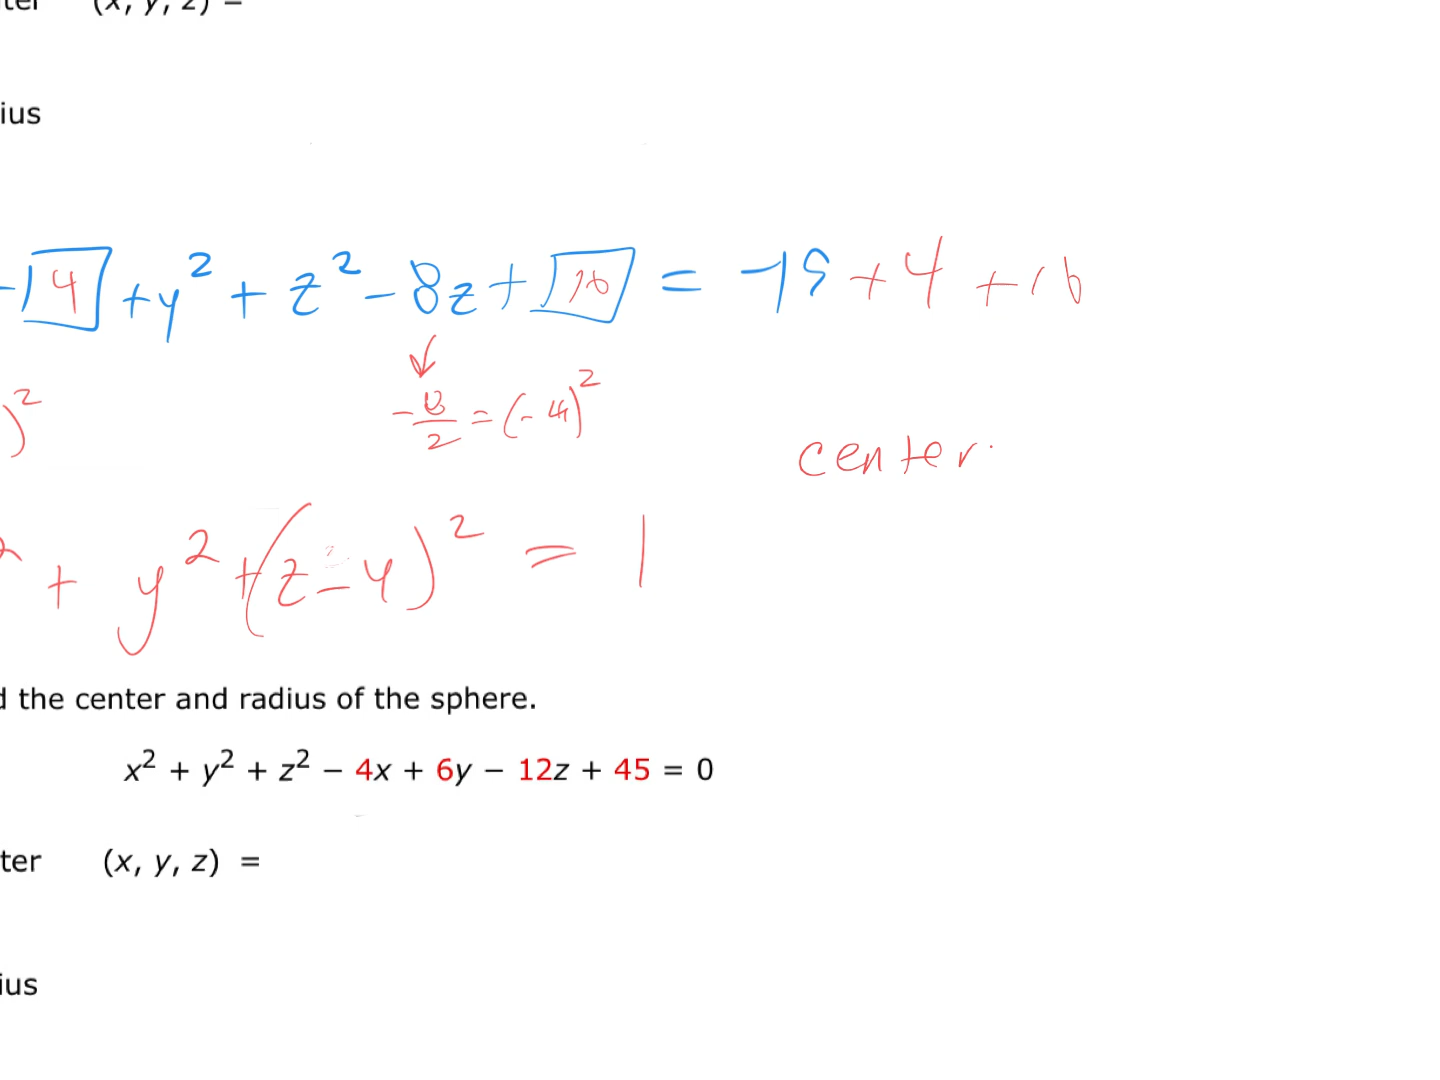 (x, y, z) =
ius
4 + y² + z² - 8z + 16 = -19 + 4 + 16
)²
-8/2 = (-4)²
center
+ y² + (z - 4)² = 1
d the center and radius of the sphere.
x² + y² + z² − 4x + 6y − 12z + 45 = 0
ter (x, y, z) =
ius